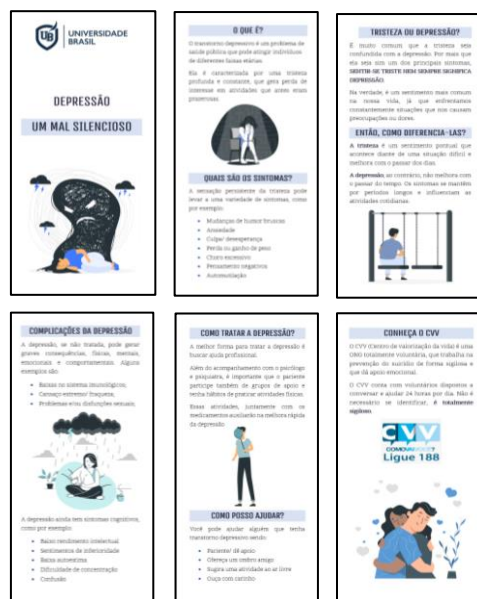 UB UNIVERSIDADE
BRASIL
DEPRESSÃO
UM MAL SILENCIOSO
O QUE É?
O transtorno depressivo é um problema de
saúde pública que pode atingir indivíduos
de diferentes faixas etárias.
Ela é caracterizada por uma tristeza
profunda e constante, que gera perda de
interesse em atividades que antes eram
prazerosas.
QUAIS SÃO OS SINTOMAS?
A sensação persistente da tristeza pode
levar a uma variedade de sintomas, como
por exemplo:
Mudanças de humor bruscas
Ansiedade
Culpa/ desesperança
Perda ou ganho de peso
Choro excessivo
Pensamento negativos
Automutilação
TRISTEZA OU DEPRESSÃO?
É muito comum que a tristeza seja
confundida com a depressão. Por mais que
ela seja sim um dos principais sintomas,
SENTIR-SE TRISTE NEM SEMPRE SIGNIFICA
DEPRESSÃO.
Na verdade, é um sentimento mais comum
na nossa vida, já que enfrentamos
constantemente situações que nos causam
preocupações ou dores.
ENTÃO, COMO DIFERENCIA-LAS?
A tristeza é um sentimento pontual que
acontece diante de uma situação difícil e
melhora com o passar dos dias.
A depressão, ao contrário, não melhora com
o passar do tempo. Os sintomas se mantêm
por períodos longos e influenciam as
atividades cotidianas.
COMPLICAÇÕES DA DEPRESSÃO
A depressão, se não tratada, pode gerar
graves consequências, físicas, mentais,
emocionais e comportamentais. Alguns
exemplos são:
Baixas no sistema imunológico,
Cansaço extremo/ fraqueza,
Problemas e/ou disfunções sexuais,
A depressão ainda tem sintomas cognitivos,
como por exemplo:
Baixo rendimento intelectual
Sentimentos de inferioridade
Baixa autoestima
Dificuldade de concentração
Confusão
COMO TRATAR A DEPRESSÃO?
A melhor forma para tratar a depressão é
buscar ajuda profissional.
Além do acompanhamento com o psicólogo
e psiquiatra, é importante que o paciente
participe também de grupos de apoio e
tenha hábitos de praticar atividades físicas.
Essas atividades, juntamente com os
medicamentos auxiliarão na melhora rápida
da depressão
COMO POSSO AJUDAR?
Você pode ajudar alguém que tenha
transtorno depressivo sendo:
Paciente/ dê apoio
Ofereça um ombro amigo
Sugira uma atividade ao ar livre
Ouça com carinho
CONHEÇA O CVV
O CVV (Centro de valorização da vida) é uma
ONG totalmente voluntária, que trabalha na
prevenção do suicídio de forma sigilosa e
que dá apoio emocional.
O CVV conta com voluntários dispostos a
conversar e ajudar 24 horas por dia. Não é
necessário se identificar, é totalmente
sigiloso.
CVV
COMO VAI VOCÊ?
Ligue 188